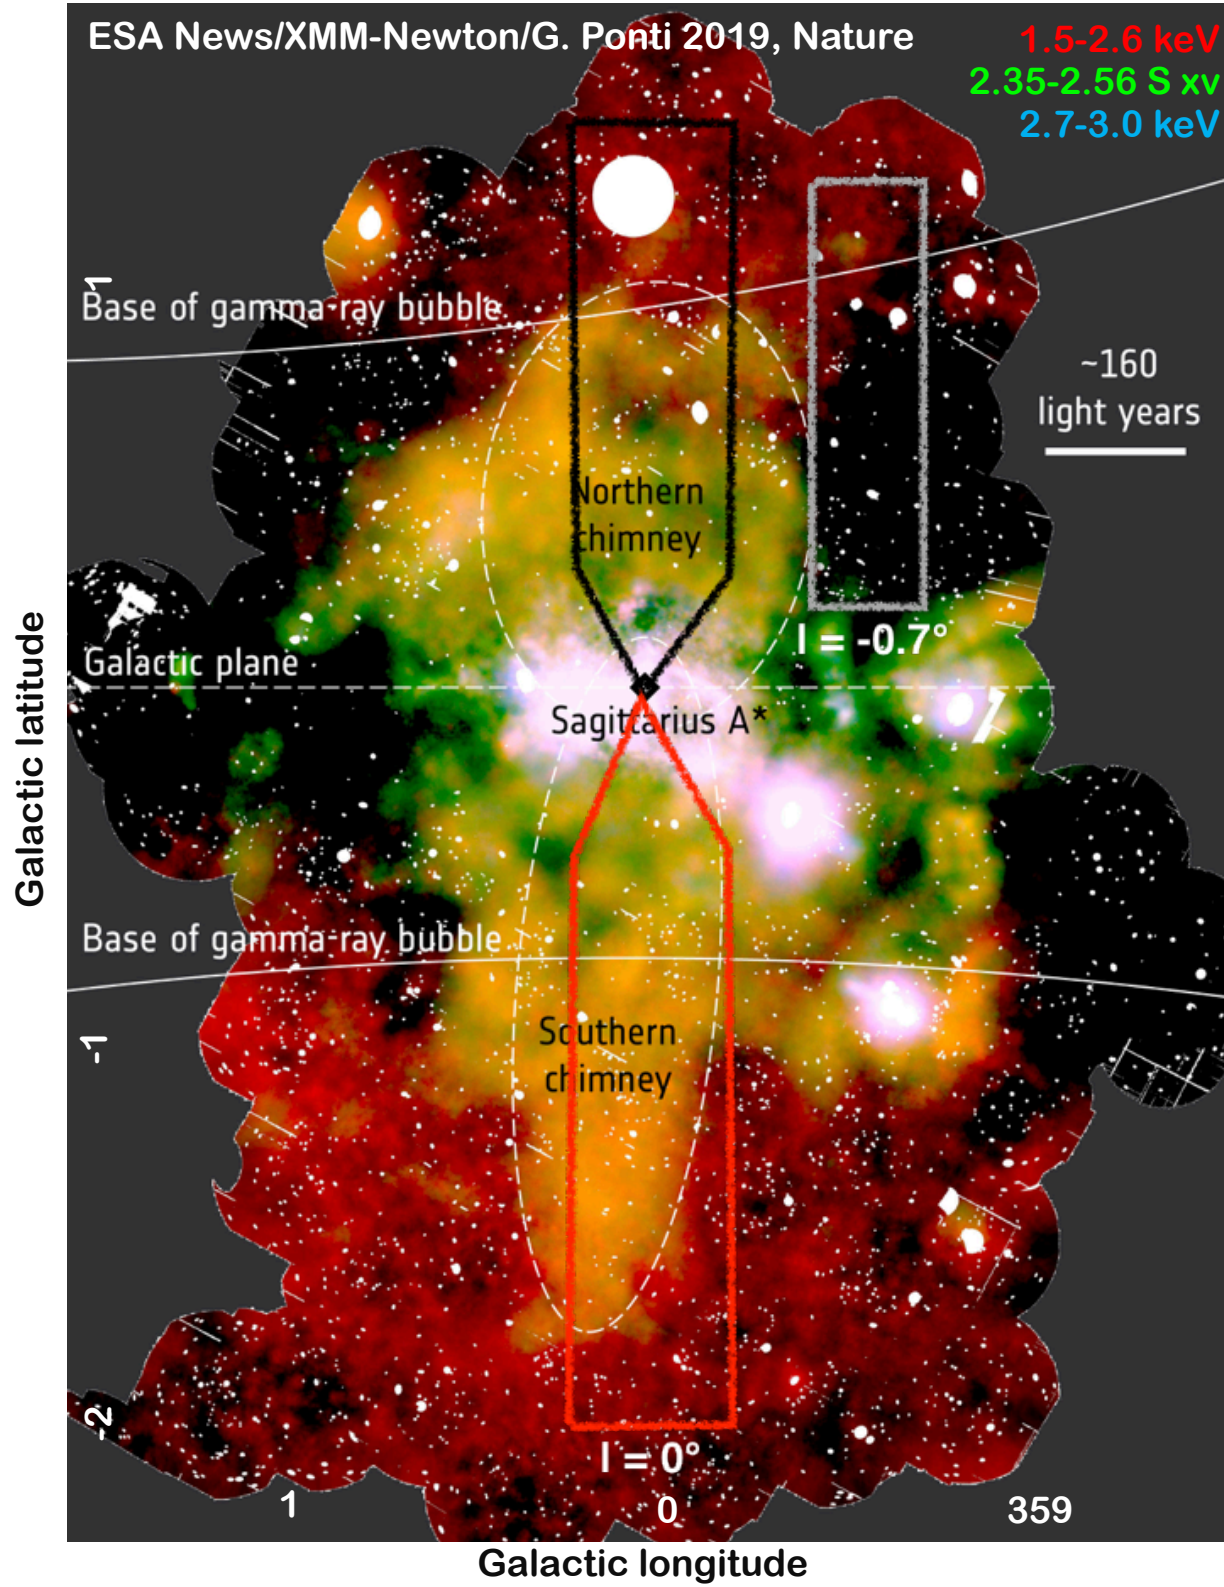 ESA News/XMM-Newton/G. Ponti 2019, Nature
1.5-2.6 keV
2.35-2.56 S XV
2.7-3.0 keV
1
Base of gamma-ray bubble
~160
light years
Northern
chimney
l = -0.7°
Galactic plane
Sagittarius A*
Galactic latitude
Base of gamma-ray bubble
-1
Southern
chimney
-2
l = 0°
1
0
359
Galactic longitude